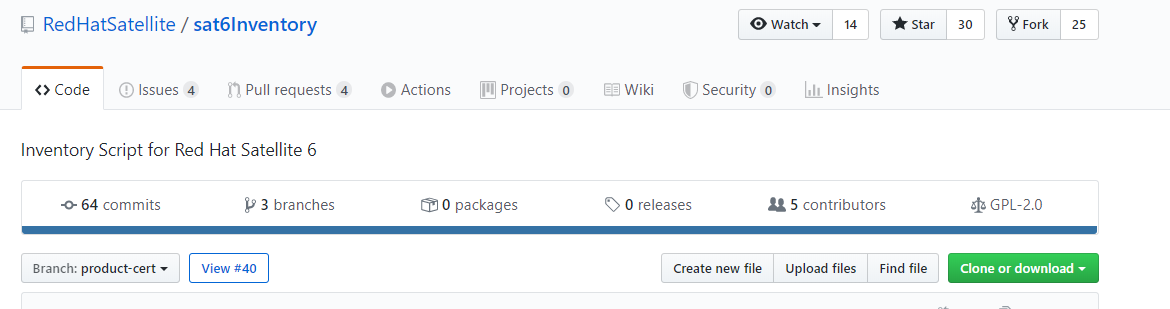 RedHatSatellite / sat6Inventory Watch 14 Star 30 Fork 25
Code Issues 4 Pull requests 4 Actions Projects 0 Wiki Security 0 Insights
Inventory Script for Red Hat Satellite 6
64 commits 3 branches 0 packages 0 releases 5 contributors GPL-2.0
Branch: product-cert View #40 Create new file Upload files Find file Clone or download